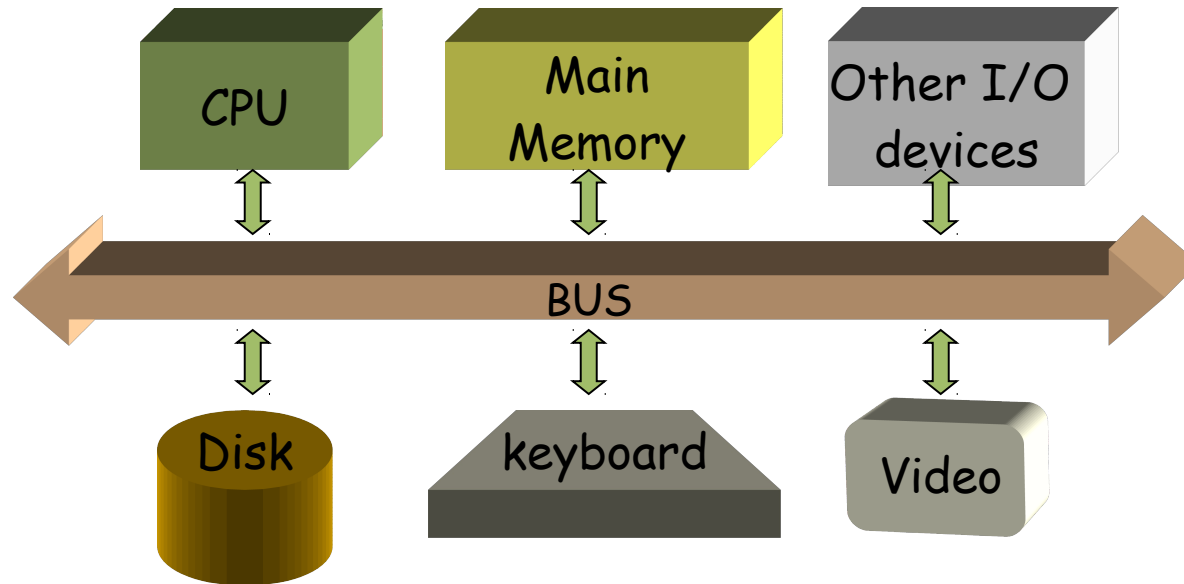 CPU
Main
Memory
Other I/O
devices
BUS
Disk
keyboard
Video